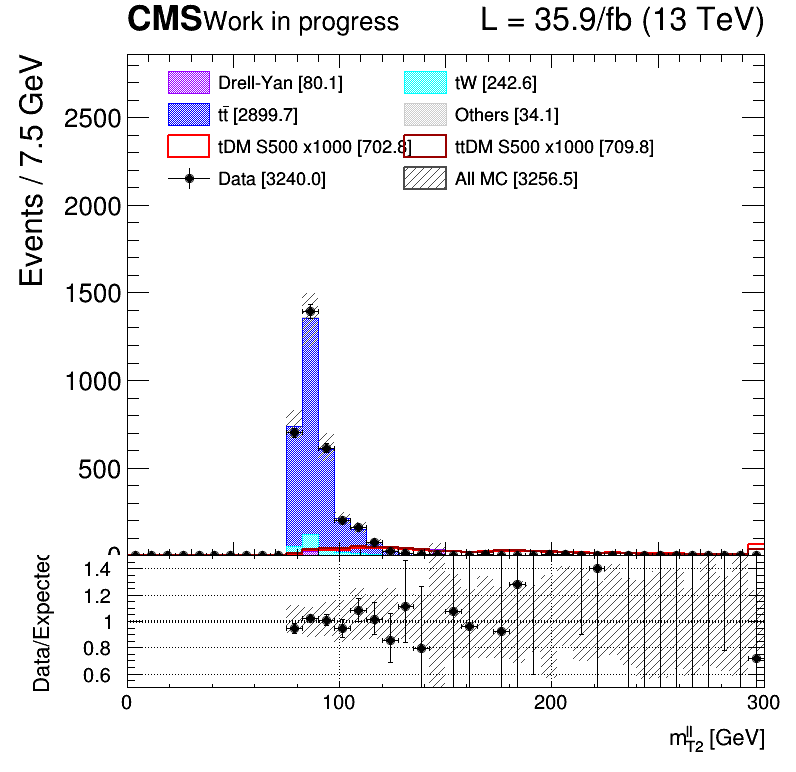 CMS Work in progress L = 35.9/fb (13 TeV)
Events / 7.5 GeV
Drell-Yan [80.1] tW [242.6]
tt̄ [2899.7] Others [34.1]
tDM S500 x1000 [702.8] ttDM S500 x1000 [709.8]
Data [3240.0] All MC [3256.5]
2500
2000
1500
1000
500
0
Data/Expected
1.4
1.2
1
0.8
0.6
0 100 200 300
m^{ll}_{T2} [GeV]